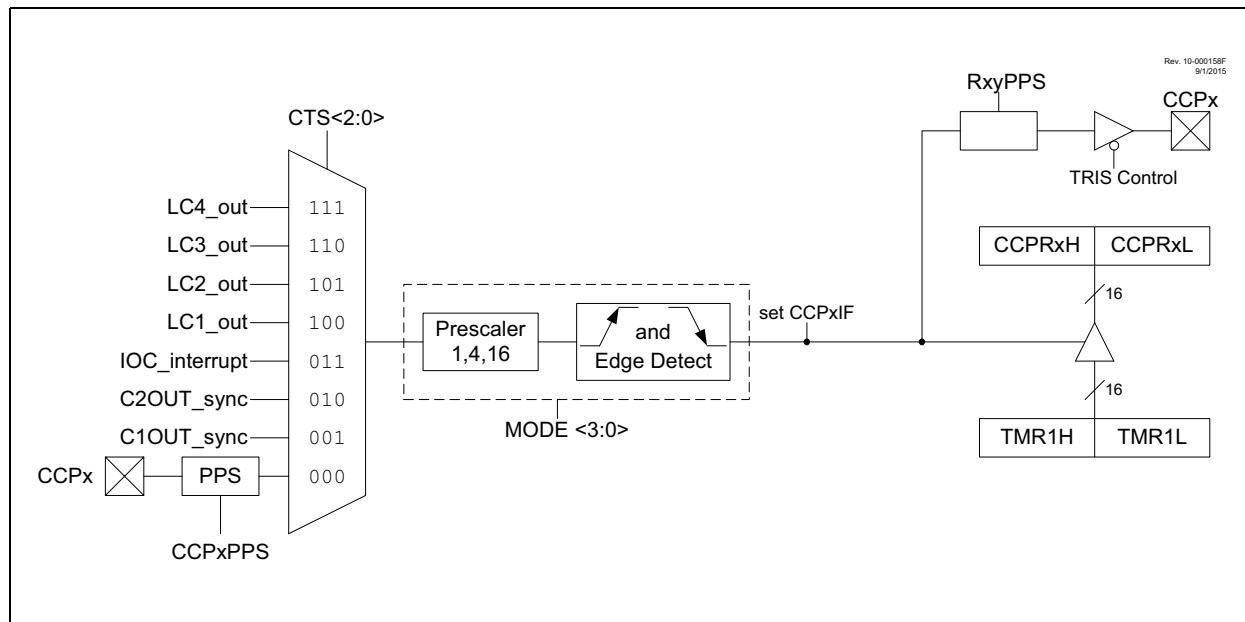 Rev. 10-000158F
9/1/2015
RxyPPS
CCPx
CTS<2:0>
TRIS Control
LC4_out 111
LC3_out 110
CCPRxH CCPRxL
LC2_out 101
16
LC1_out 100
Prescaler
1,4,16
and
Edge Detect
set CCPxIF
IOC_interrupt 011
C2OUT_sync 010
16
MODE <3:0>
C1OUT_sync 001
TMR1H TMR1L
CCPx PPS 000
CCPxPPS